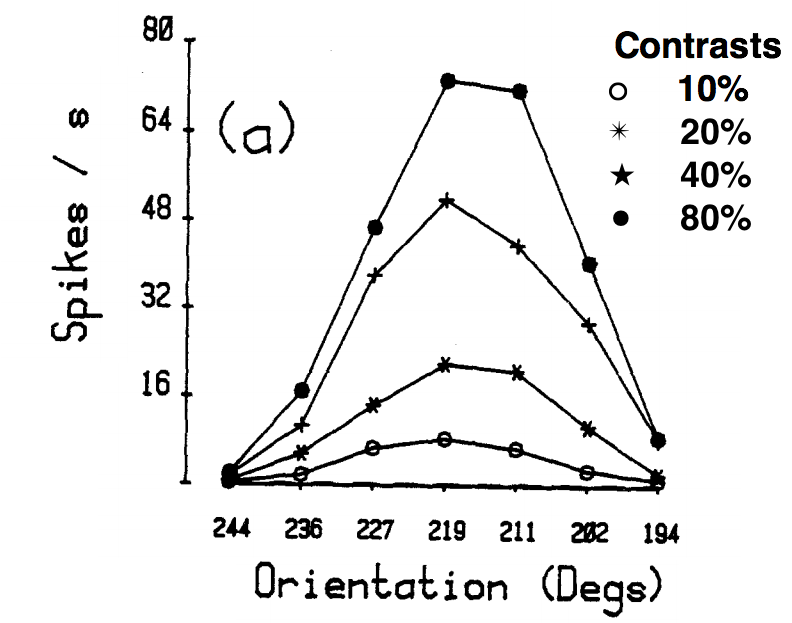 80
64
48
32
16
Spikes / s
(a)
Contrasts
10%
20%
40%
80%
244 236 227 219 211 202 194
Orientation (Degs)